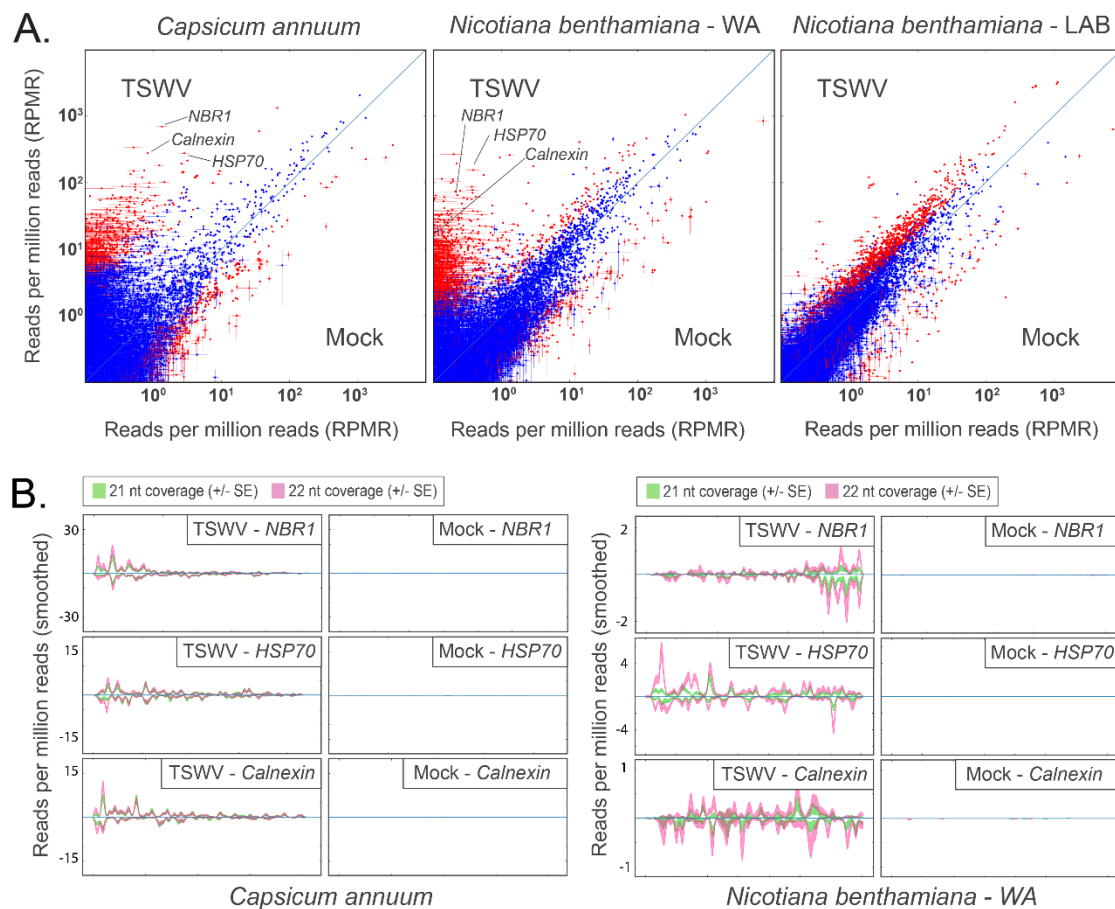 A.
Capsicum annuum
Nicotiana benthamiana - WA
Nicotiana benthamiana - LAB
Reads per million reads (RPMR)
10³
10²
10¹
10⁰
TSWV
NBR1
Calnexin
HSP70
Mock
TSWV
NBR1
HSP70
Calnexin
Mock
TSWV
Mock
10⁰ 10¹ 10² 10³
10⁰ 10¹ 10² 10³
10⁰ 10¹ 10² 10³
Reads per million reads (RPMR)
Reads per million reads (RPMR)
B.
21 nt coverage (+/- SE) 22 nt coverage (+/- SE)
Reads per million reads (smoothed)
30
-30
TSWV - NBR1
Mock - NBR1
15
-15
TSWV - HSP70
Mock - HSP70
15
-15
TSWV - Calnexin
Mock - Calnexin
Capsicum annuum
21 nt coverage (+/- SE) 22 nt coverage (+/- SE)
Reads per million reads (smoothed)
2
-2
TSWV - NBR1
Mock - NBR1
4
-4
TSWV - HSP70
Mock - HSP70
1
-1
TSWV - Calnexin
Mock - Calnexin
Nicotiana benthamiana - WA